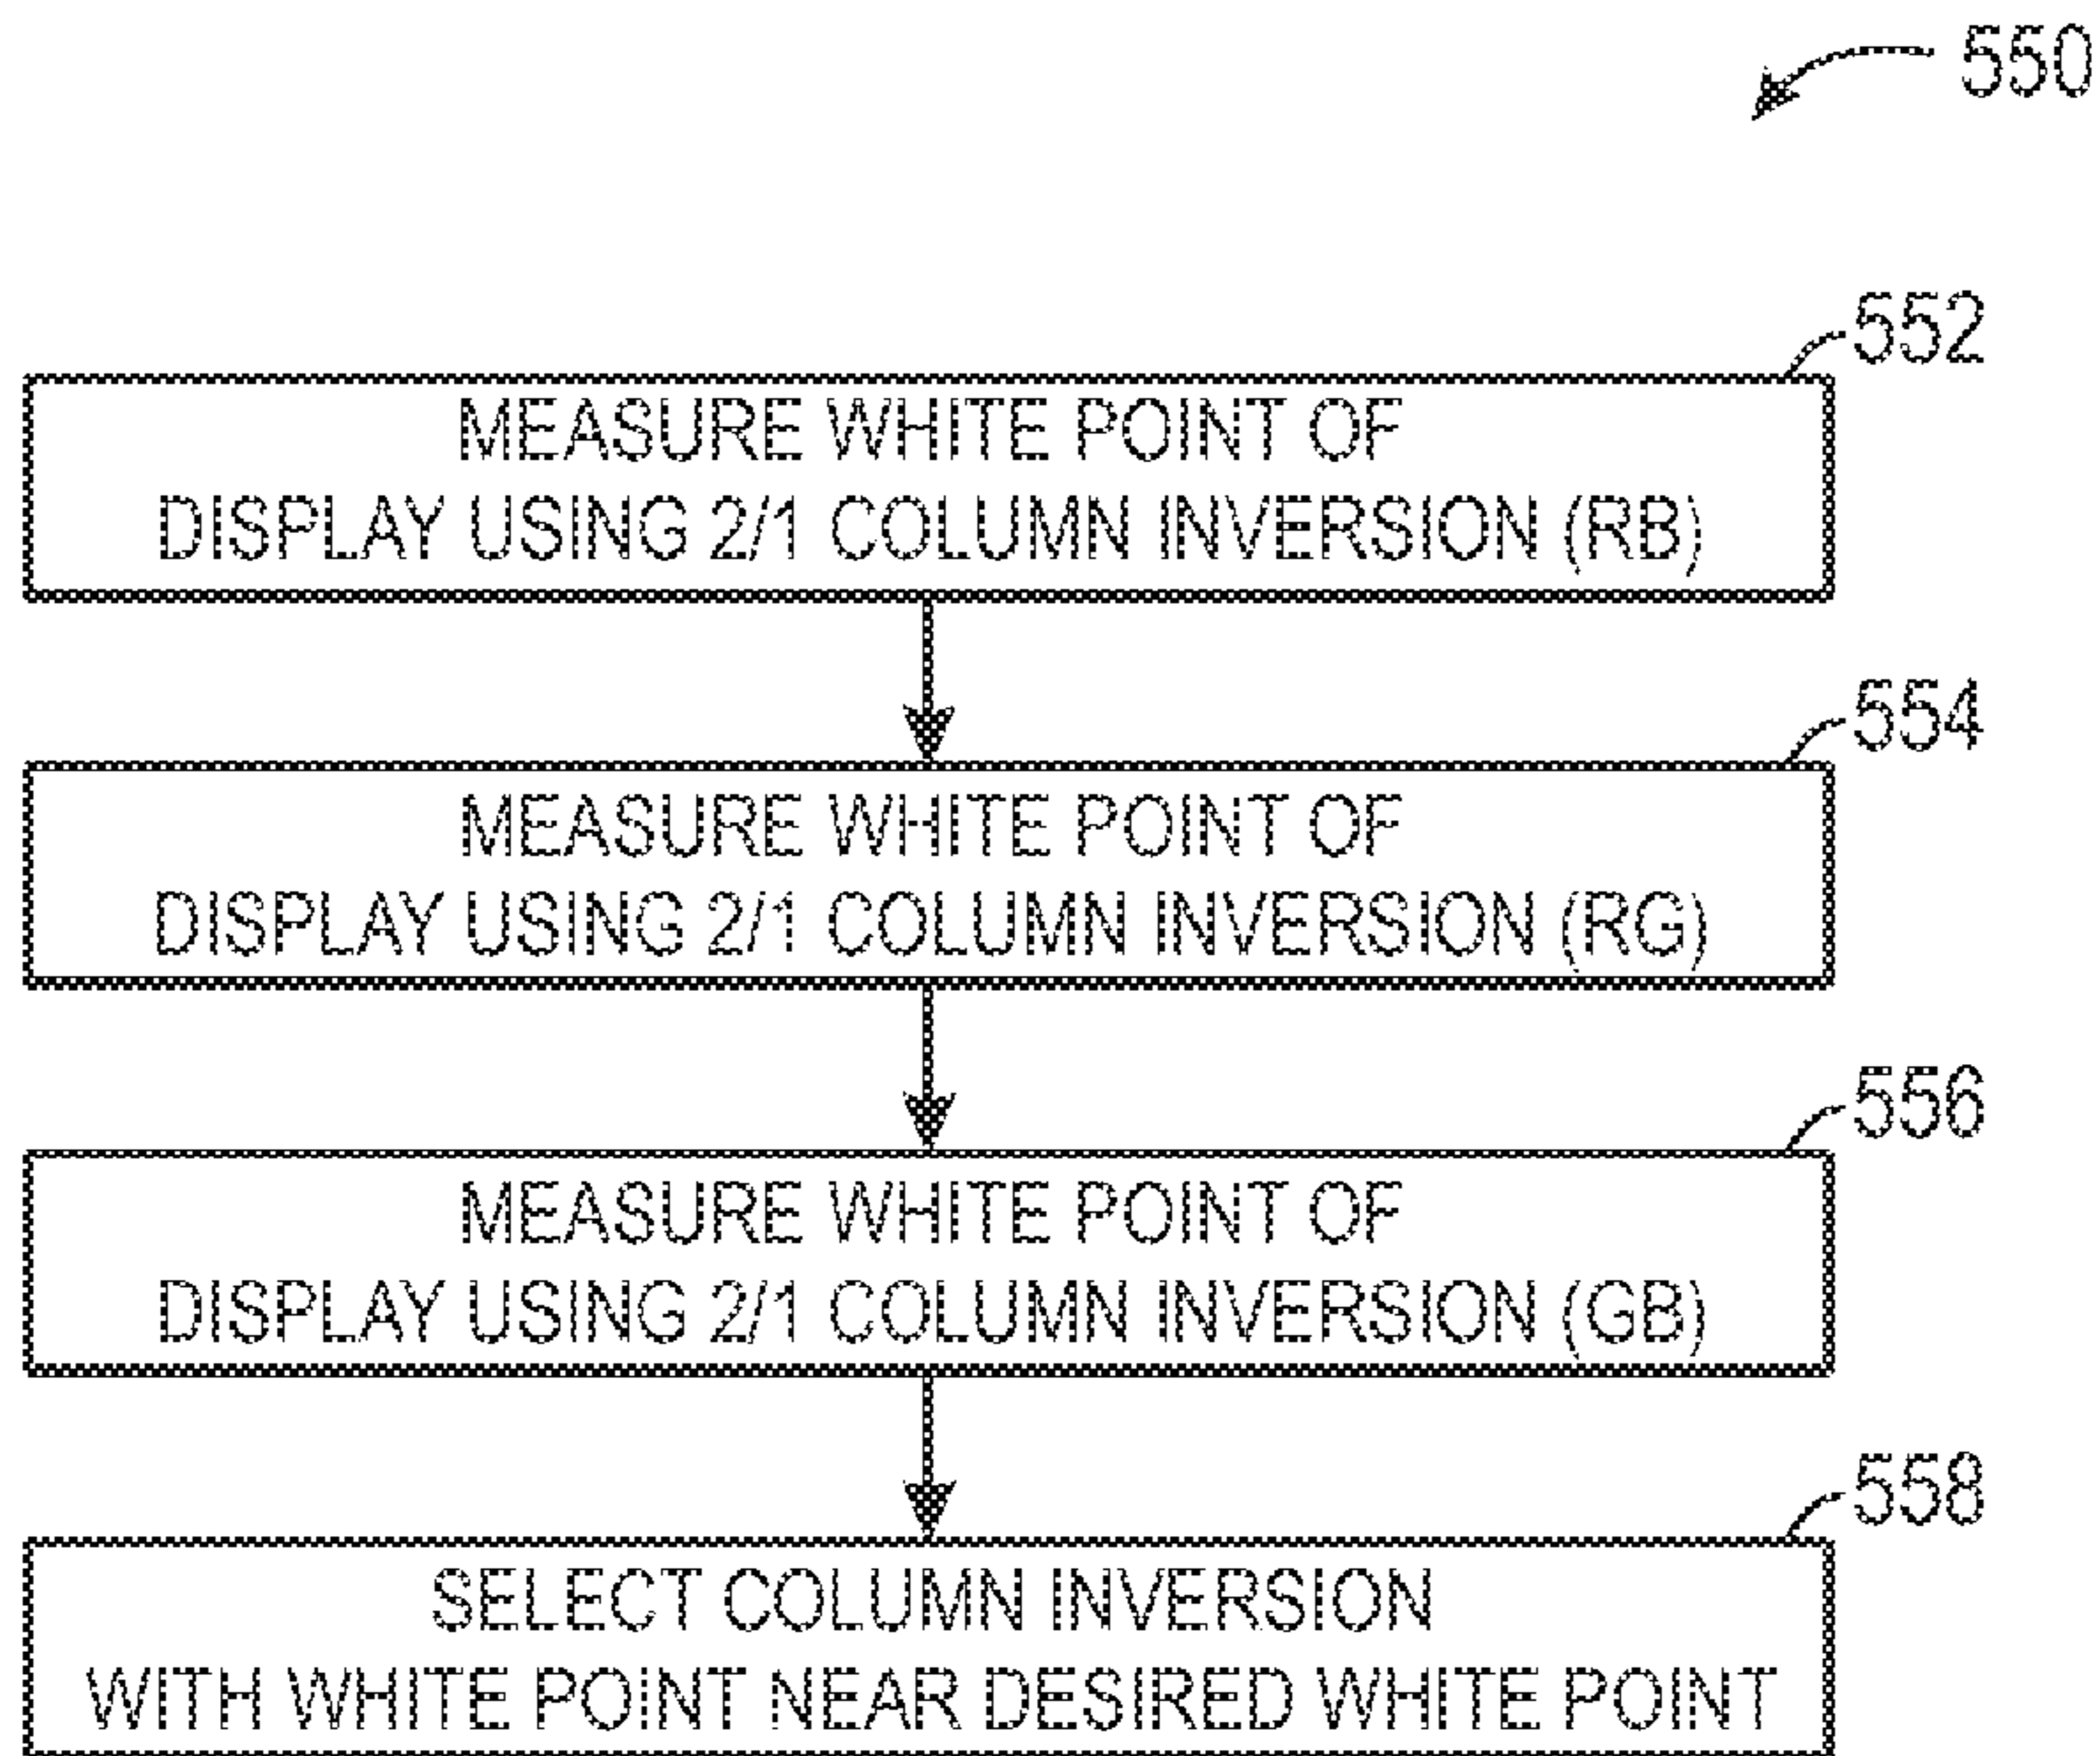 550
552
MEASURE WHITE POINT OF
DISPLAY USING 2/1 COLUMN INVERSION (RB)
554
MEASURE WHITE POINT OF
DISPLAY USING 2/1 COLUMN INVERSION (RG)
556
MEASURE WHITE POINT OF
DISPLAY USING 2/1 COLUMN INVERSION (GB)
558
SELECT COLUMN INVERSION
WITH WHITE POINT NEAR DESIRED WHITE POINT